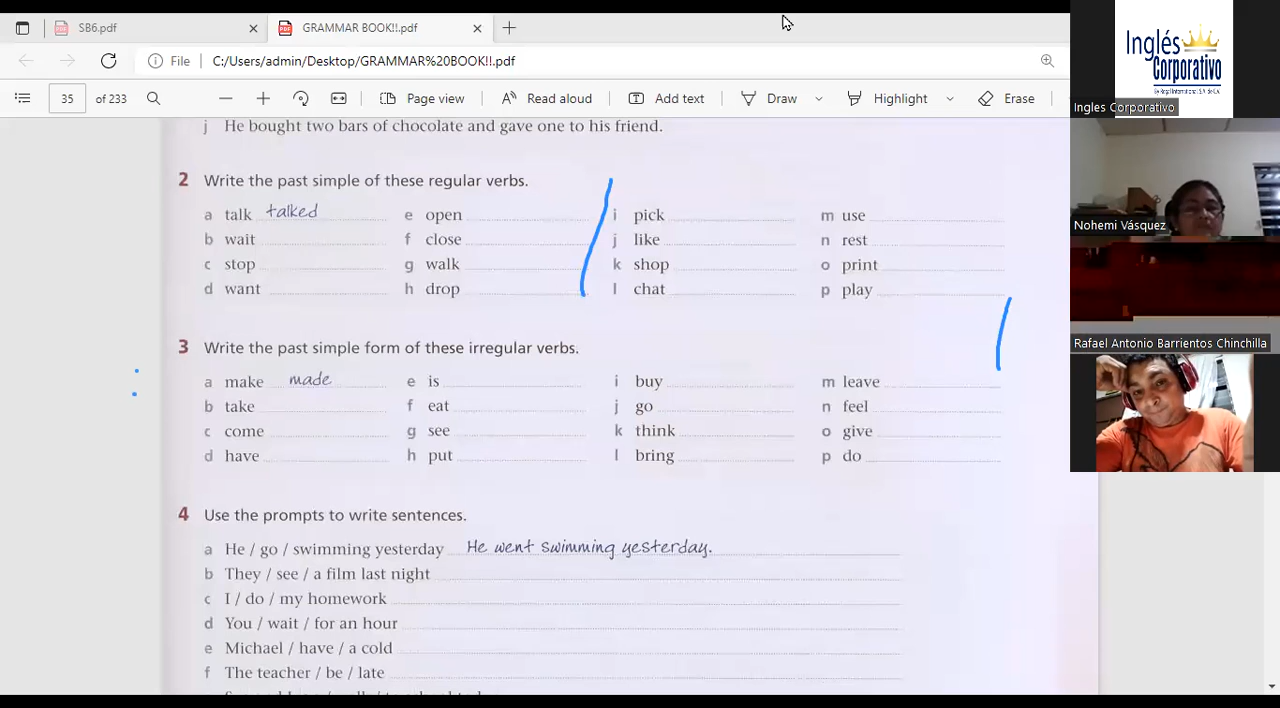 SB6.pdf
GRAMMAR BOOK!!.pdf
File C:/Users/admin/Desktop/GRAMMAR%20BOOK!!.pdf
35 of 233 Page view Read aloud Add text Draw Highlight Erase
j He bought two bars of chocolate and gave one to his friend.
2 Write the past simple of these regular verbs.
a talk talked e open i pick m use
b wait f close j like n rest
c stop g walk k shop o print
d want h drop l chat p play
3 Write the past simple form of these irregular verbs.
a make made e is i buy m leave
b take f eat j go n feel
c come g see k think o give
d have h put l bring p do
4 Use the prompts to write sentences.
a He / go / swimming yesterday He went swimming yesterday.
b They / see / a film last night
c I / do / my homework
d You / wait / for an hour
e Michael / have / a cold
f The teacher / be / late
Inglés
Corporativo
Ingles Corporativo
Nohemi Vásquez
Rafael Antonio Barrientos Chinchilla